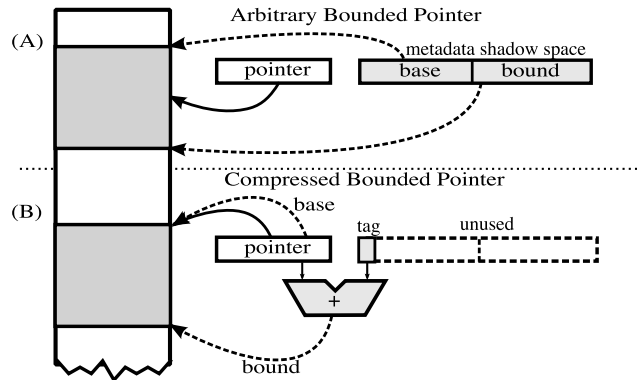 Arbitrary Bounded Pointer
(A)
metadata shadow space
pointer
base
bound
Compressed Bounded Pointer
(B)
base
tag
unused
pointer
+
bound